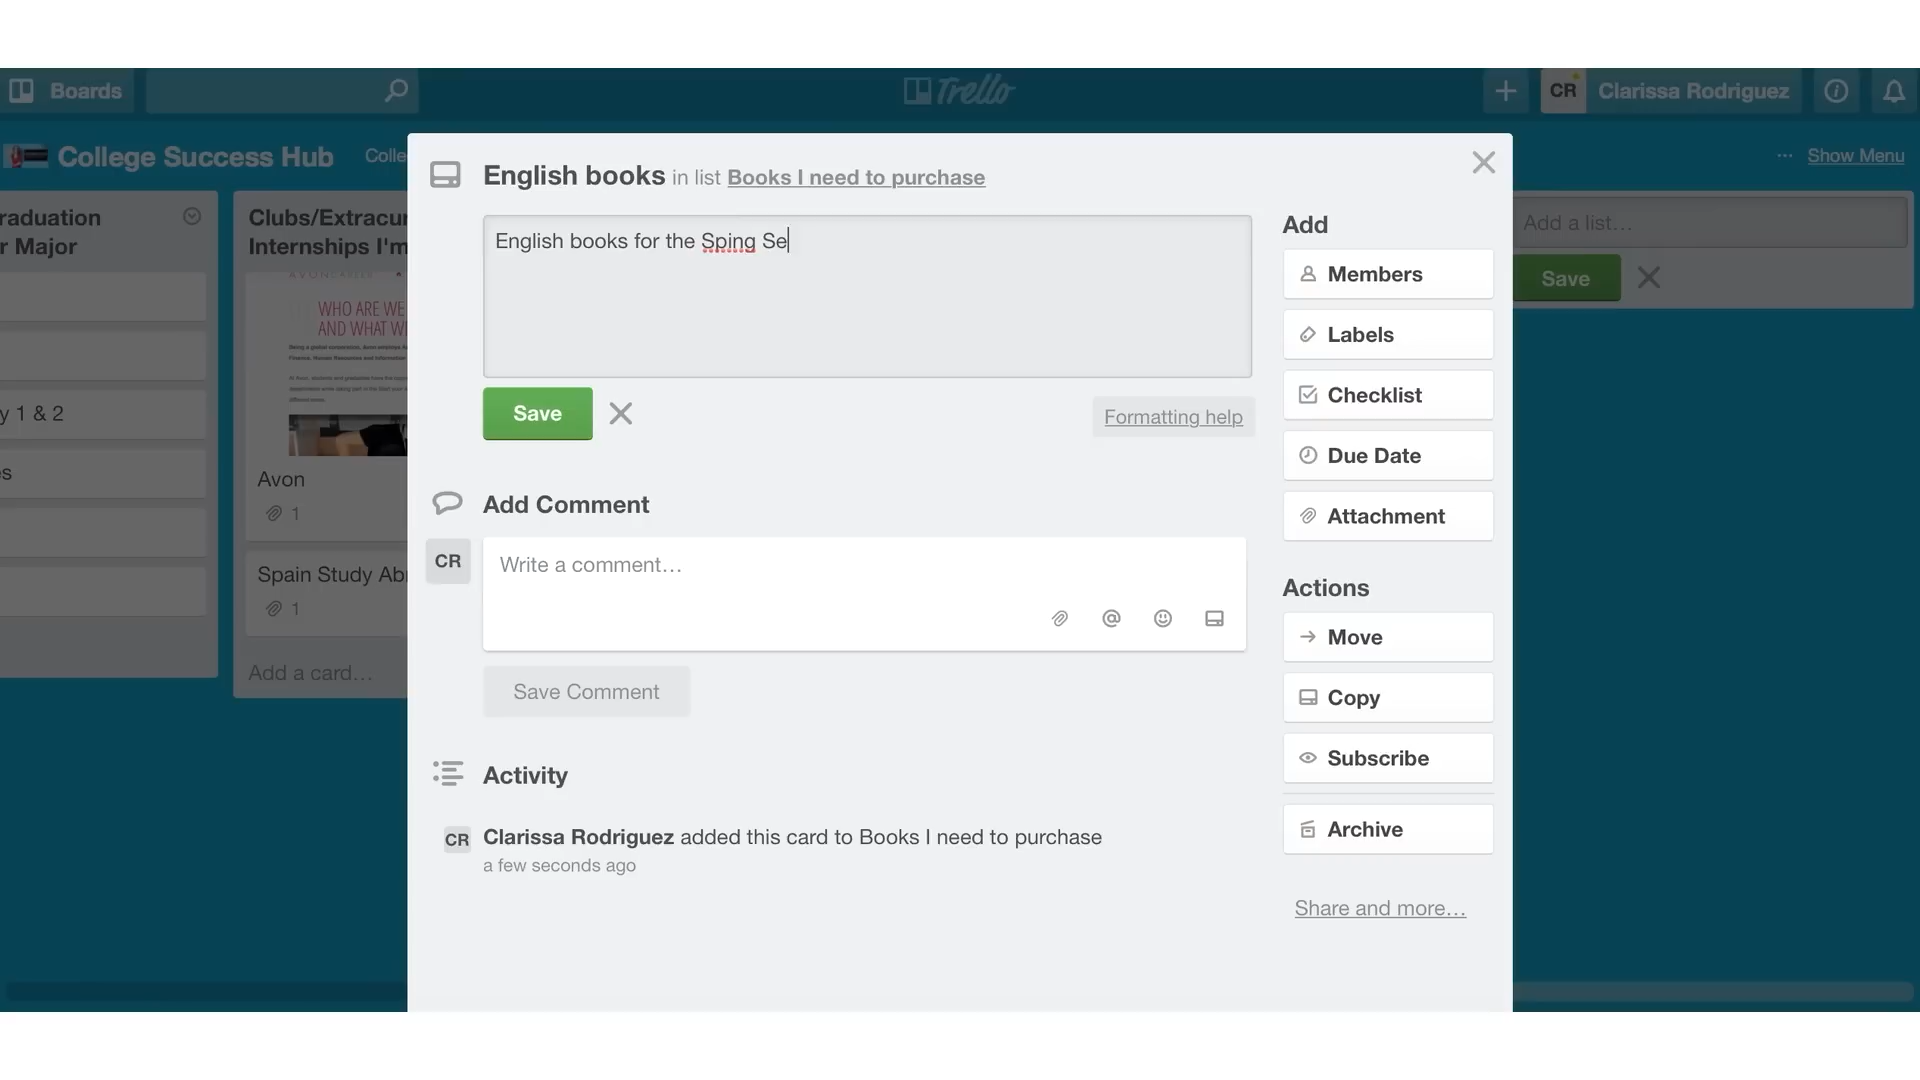 Boards
Trello
CR Clarissa Rodriguez
College Success Hub
Colle
... Show Menu
raduation
r Major
y 1 & 2
s
Clubs/Extracur
Internships I'm
WHO ARE WE
AND WHAT W
Avon
1
Spain Study Ab
1
Add a card…
English books in list Books I need to purchase
English books for the Sping Se
Save
Formatting help
Add Comment
CR
Write a comment…
@
Save Comment
Activity
CR Clarissa Rodriguez added this card to Books I need to purchase
a few seconds ago
Add
Members
Labels
Checklist
Due Date
Attachment
Actions
Move
Copy
Subscribe
Archive
Share and more…
Add a list…
Save